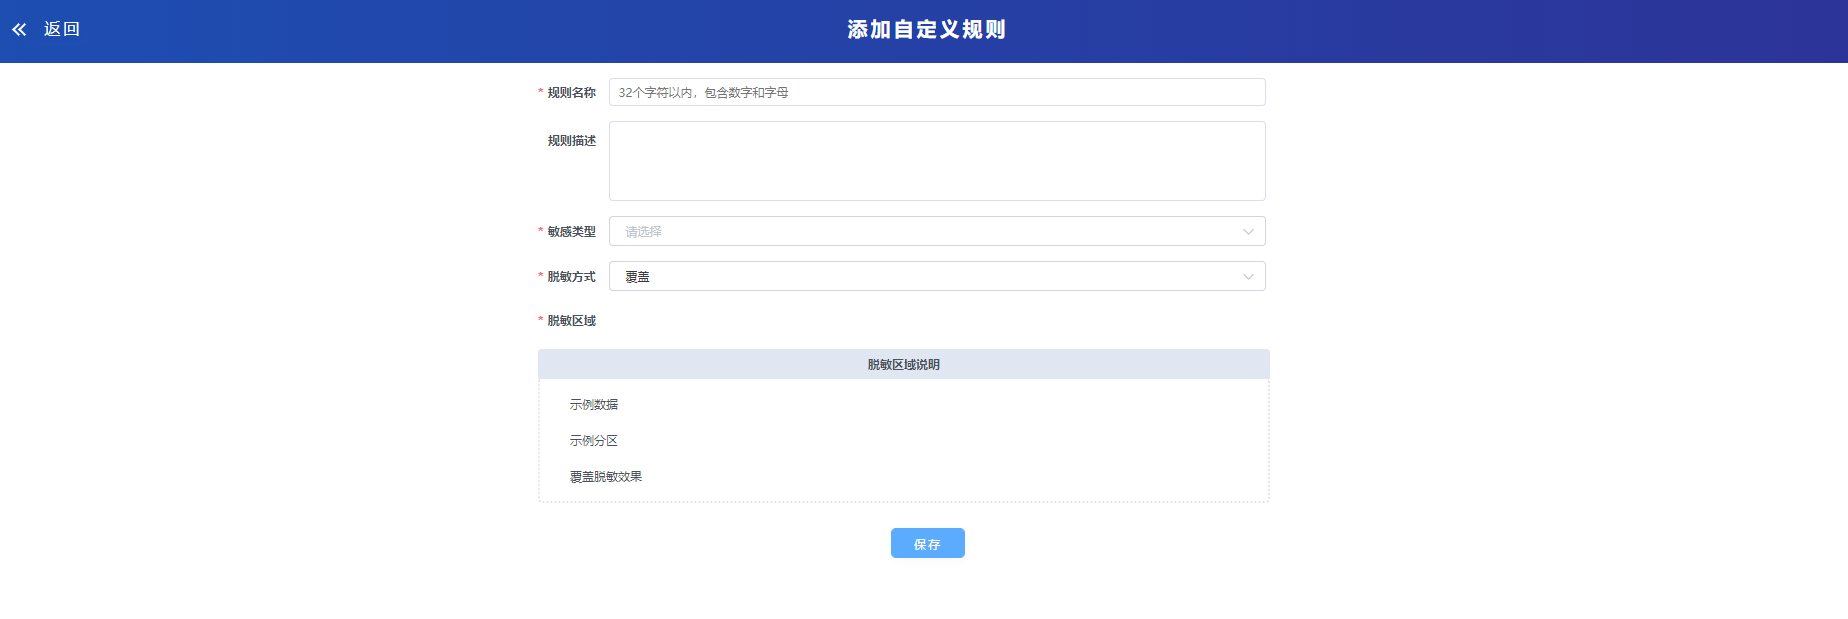 返回
添加自定义规则
* 规则名称 32个字符以内，包含数字和字母
规则描述
* 敏感类型 请选择
* 脱敏方式 覆盖
* 脱敏区域
脱敏区域说明
示例数据
示例分区
覆盖脱敏效果
保存